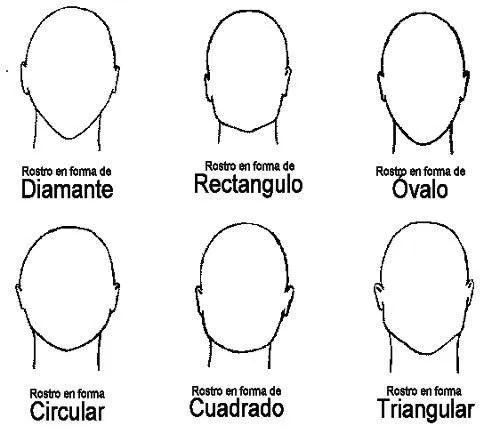 Rostro en forma de
Diamante
Rostro en forma de
Rectangulo
Rostro en forma de
Óvalo
Rostro en forma
Circular
Rostro en forma de
Cuadrado
Rostro en forma
Triangular